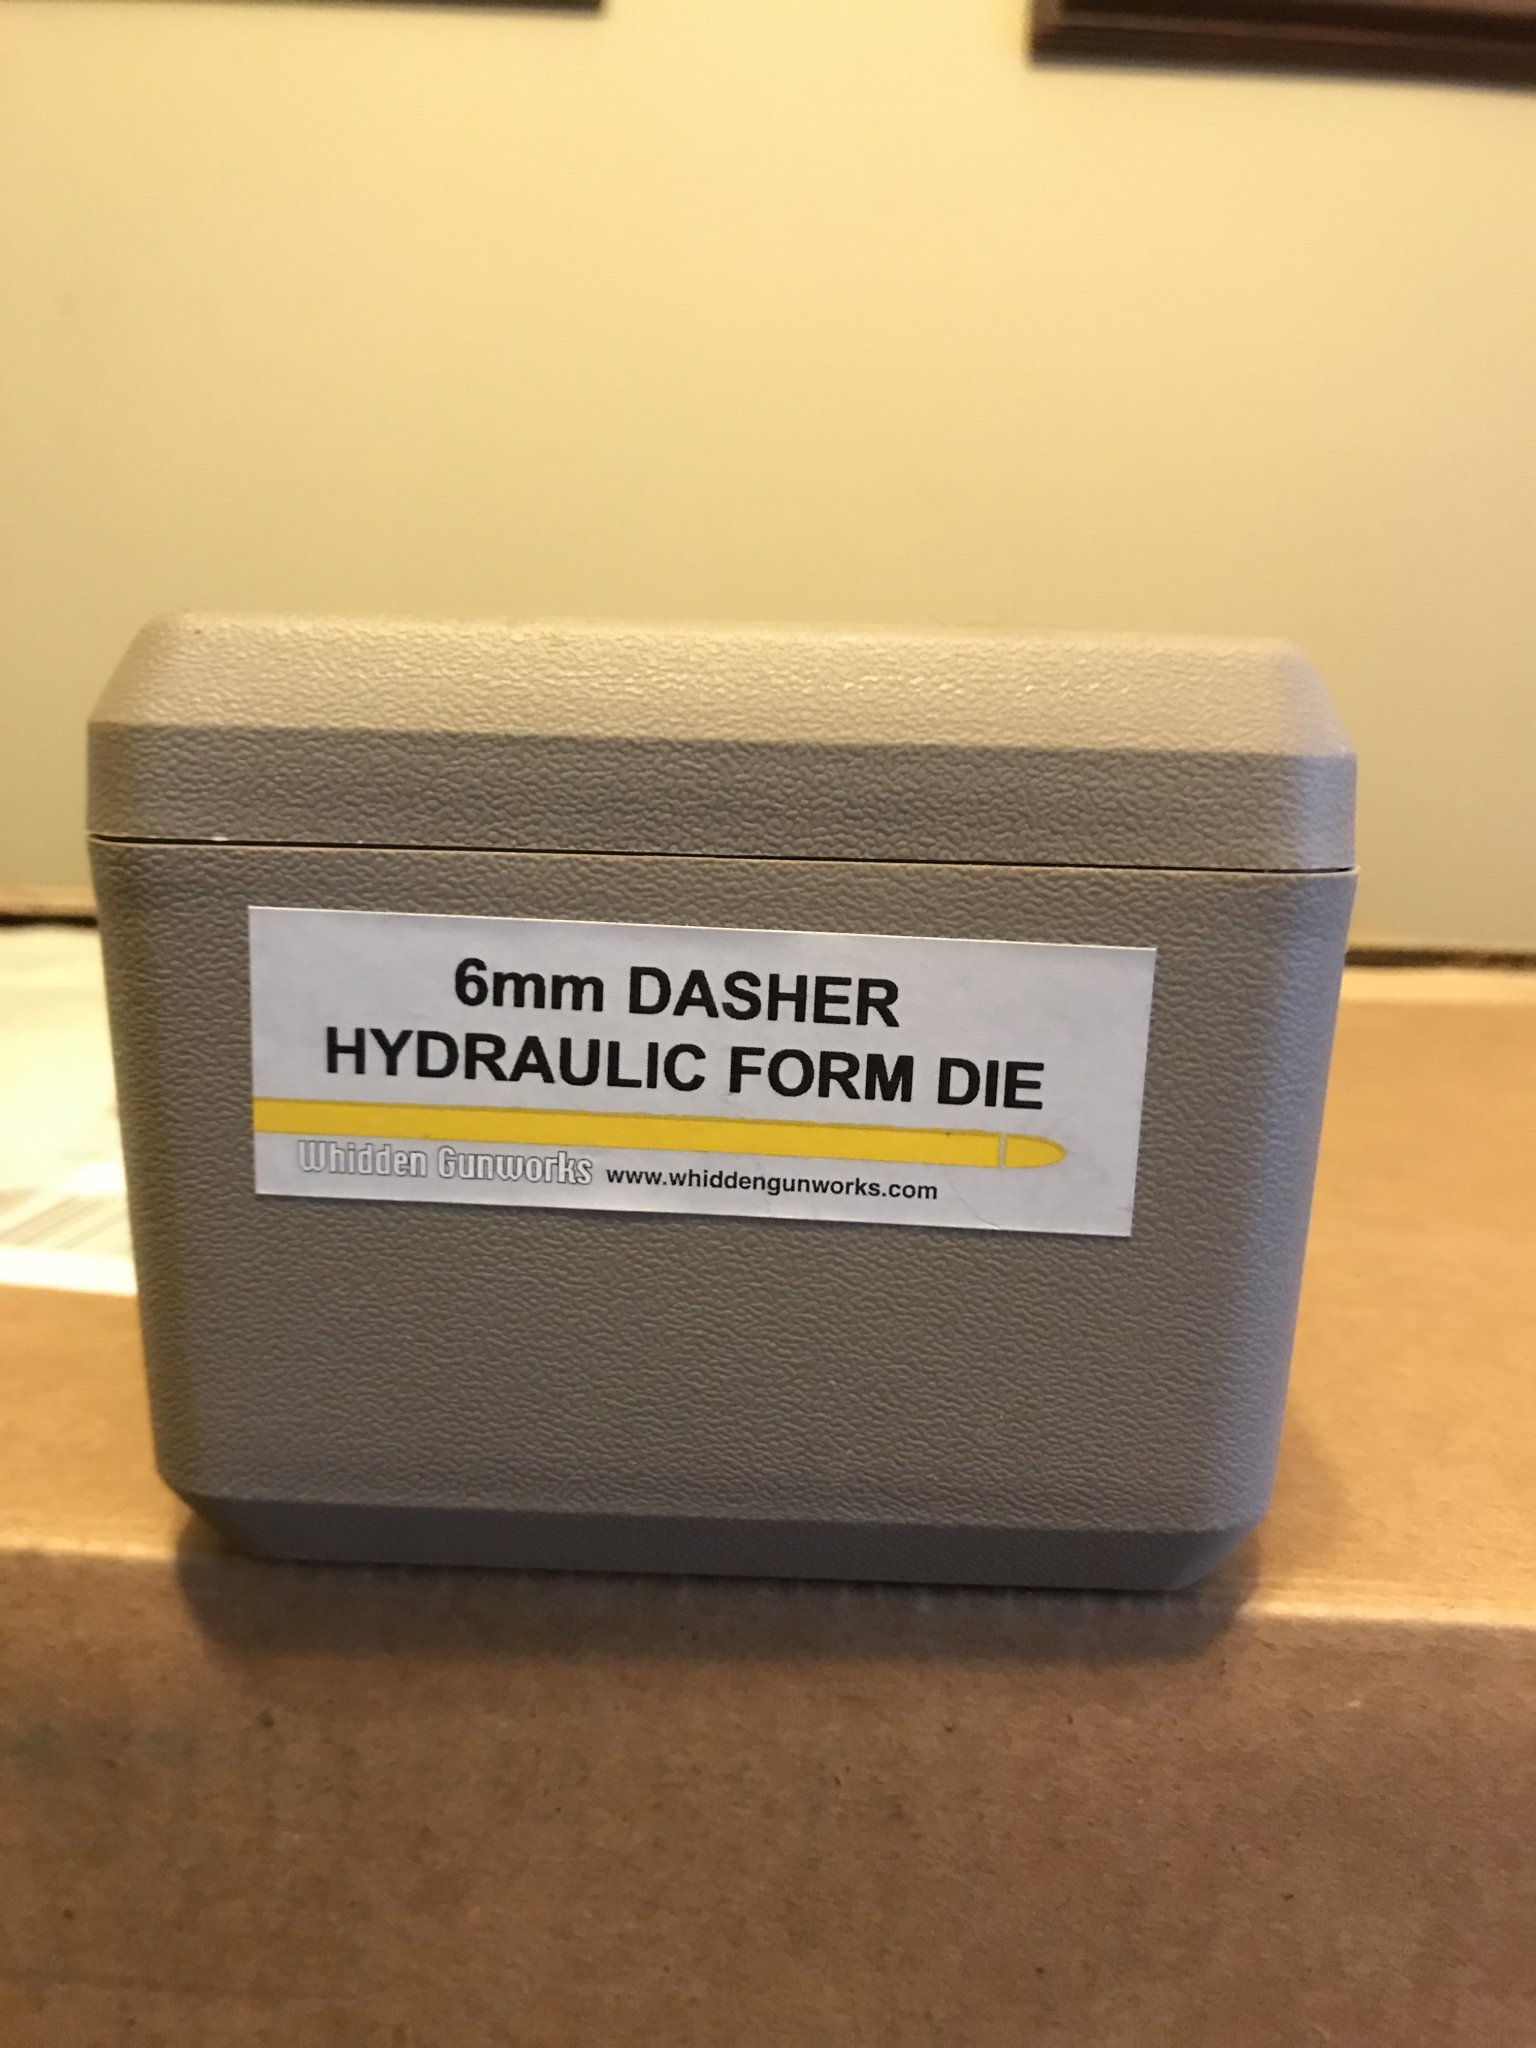 6mm DASHER
HYDRAULIC FORM DIE
Whidden Gunworks www.whiddengunworks.com